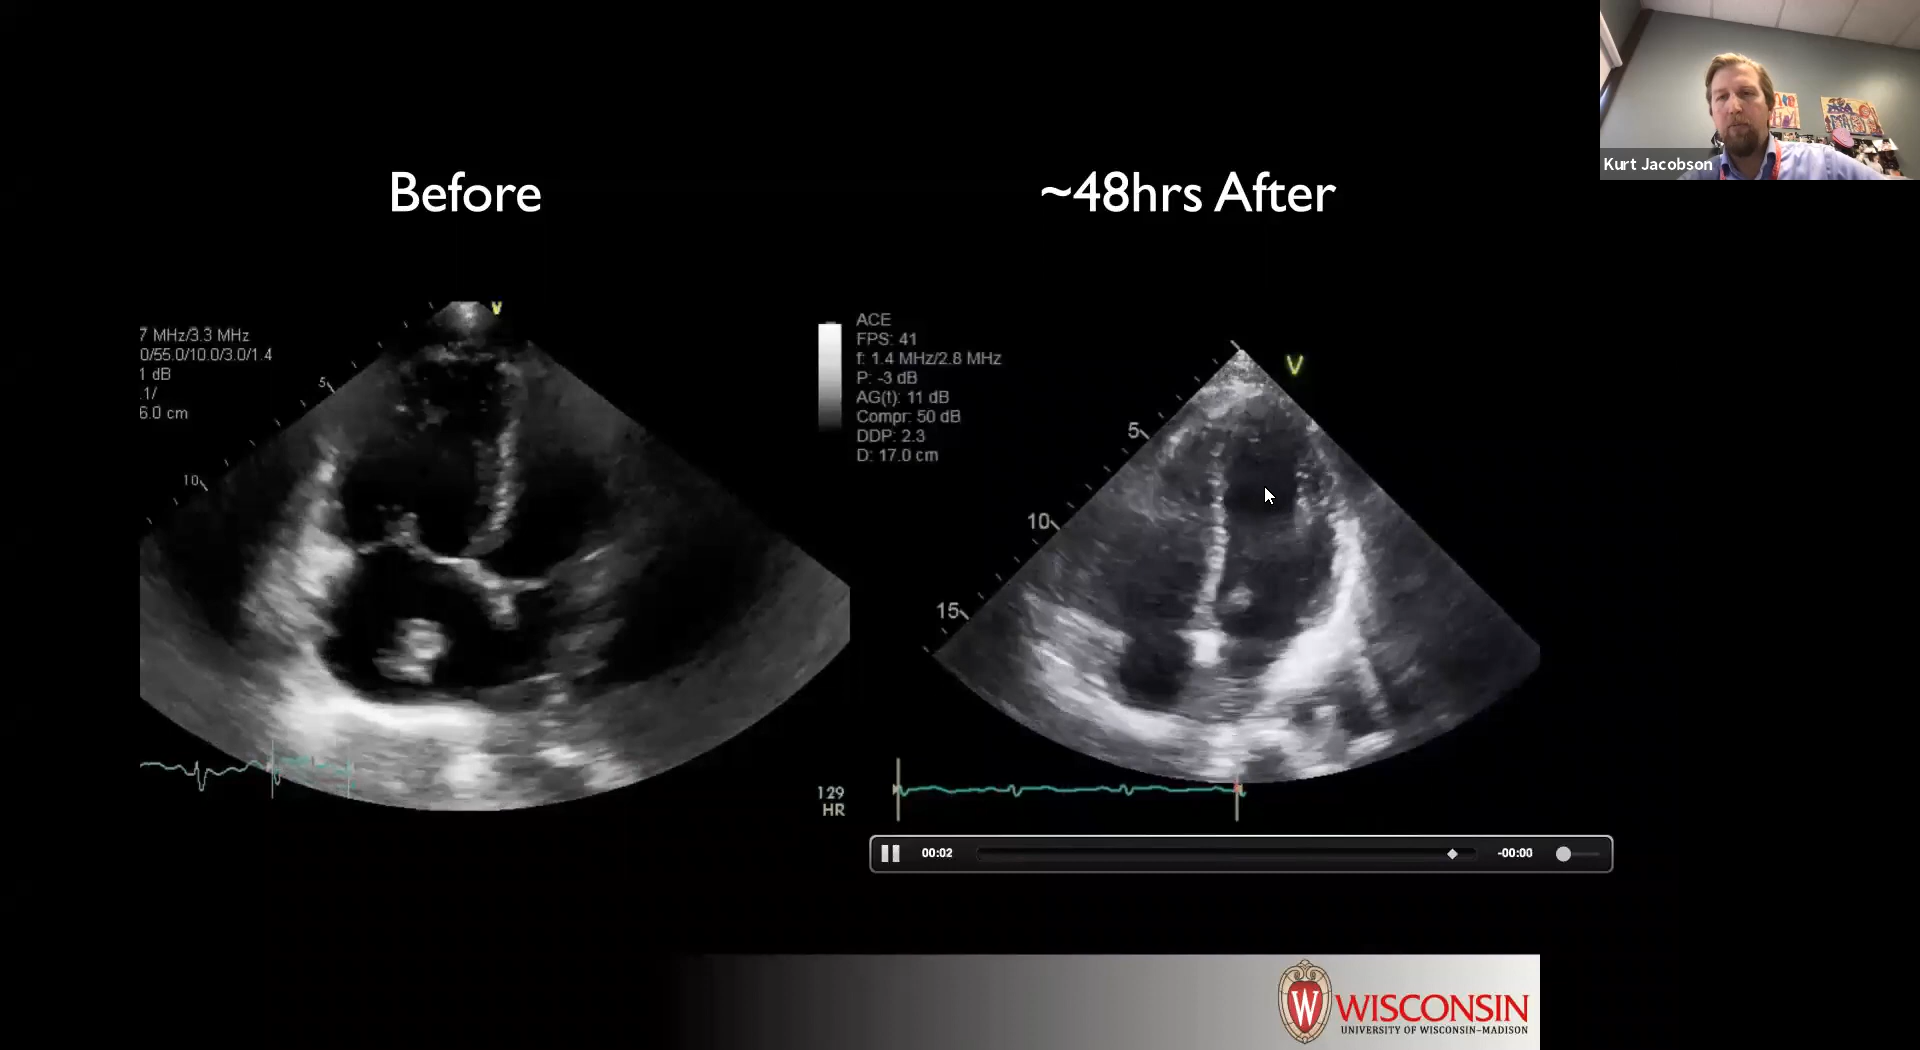 Kurt Jacobson
Before
~48hrs After
7 MHz/3.3 MHz
0/55.0/10.0/3.0/1.4
1 dB
.1/
6.0 cm
V
5
10
ACE
FPS: 41
f: 1.4 MHz/2.8 MHz
P: -3 dB
AG(t): 11 dB
Compr: 50 dB
DDP: 2.3
D: 17.0 cm
V
5
10
15
129
HR
00:02
-00:00
W
WISCONSIN
UNIVERSITY OF WISCONSIN–MADISON